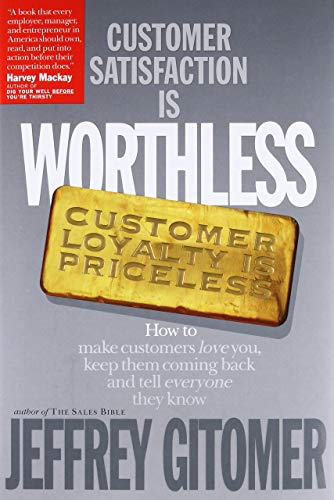 "A book that every
employee, manager,
and entrepreneur in
America should own,
read, and put into
action before their
competition does."
Harvey Mackay
AUTHOR OF
DIG YOUR WELL BEFORE
YOU'RE THIRSTY
CUSTOMER
SATISFACTION
IS
WORTHLESS
CUSTOMER
LOYALTY IS
PRICELESS
How to
make customers love you,
keep them coming back
and tell everyone
they know
author of THE SALES BIBLE
JEFFREY GITOMER